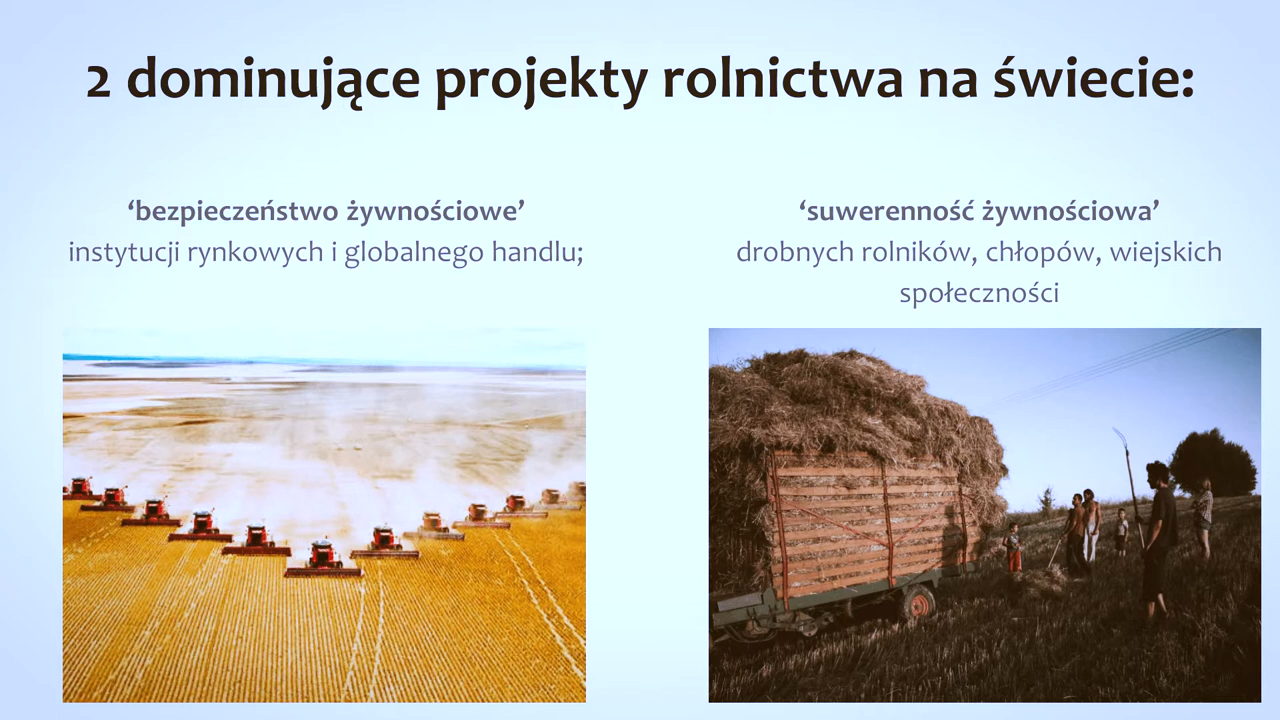 2 dominujące projekty rolnictwa na świecie:
‘bezpieczeństwo żywnościowe’
instytucji rynkowych i globalnego handlu;
‘suwerenność żywnościowa’
drobnych rolników, chłopów, wiejskich
społeczności